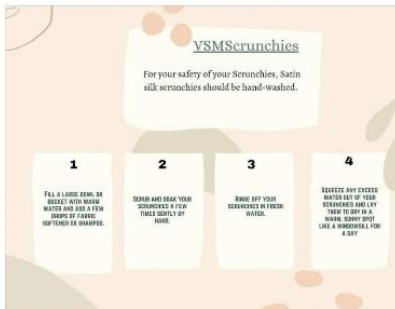 VSMScrunchies
For your safety of your Scrunchies, Satin
silk scrunchies should be hand-washed.
1
FILL A LARGE BOWL OR
BUCKET WITH WARM
WATER AND ADD A FEW
DROPS OF FABRIC
SOFTENER OR SHAMPOO.
2
SCRUB AND SOAK YOUR
SCRUNCHIES A FEW
TIMES GENTLY BY
HAND.
3
RINSE OFF YOUR
SCRUNCHIES IN FRESH
WATER.
4
SQUEEZE ANY EXCESS
WATER OUT OF YOUR
SCRUNCHIES AND LAY
THEM TO DRY IN A
WARM, SUNNY SPOT
LIKE A WINDOWSILL FOR
A DAY